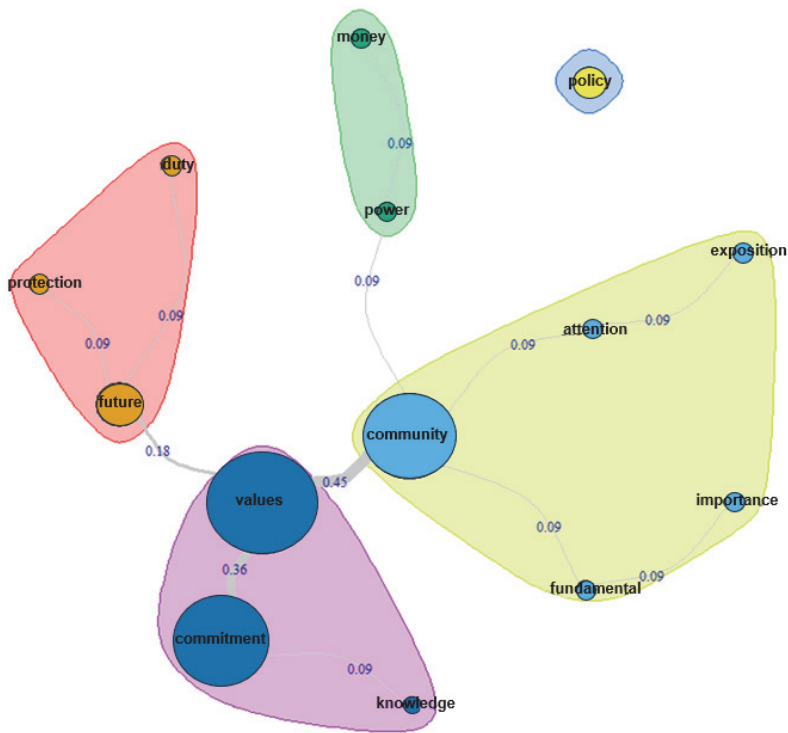 money
policy
0.09
duty
power
exposition
protection
0.09
0.09
0.09
attention
0.09
0.09
future
community
0.18
0.45
values
importance
0.09
0.36
0.09
fundamental
commitment
0.09
knowledge